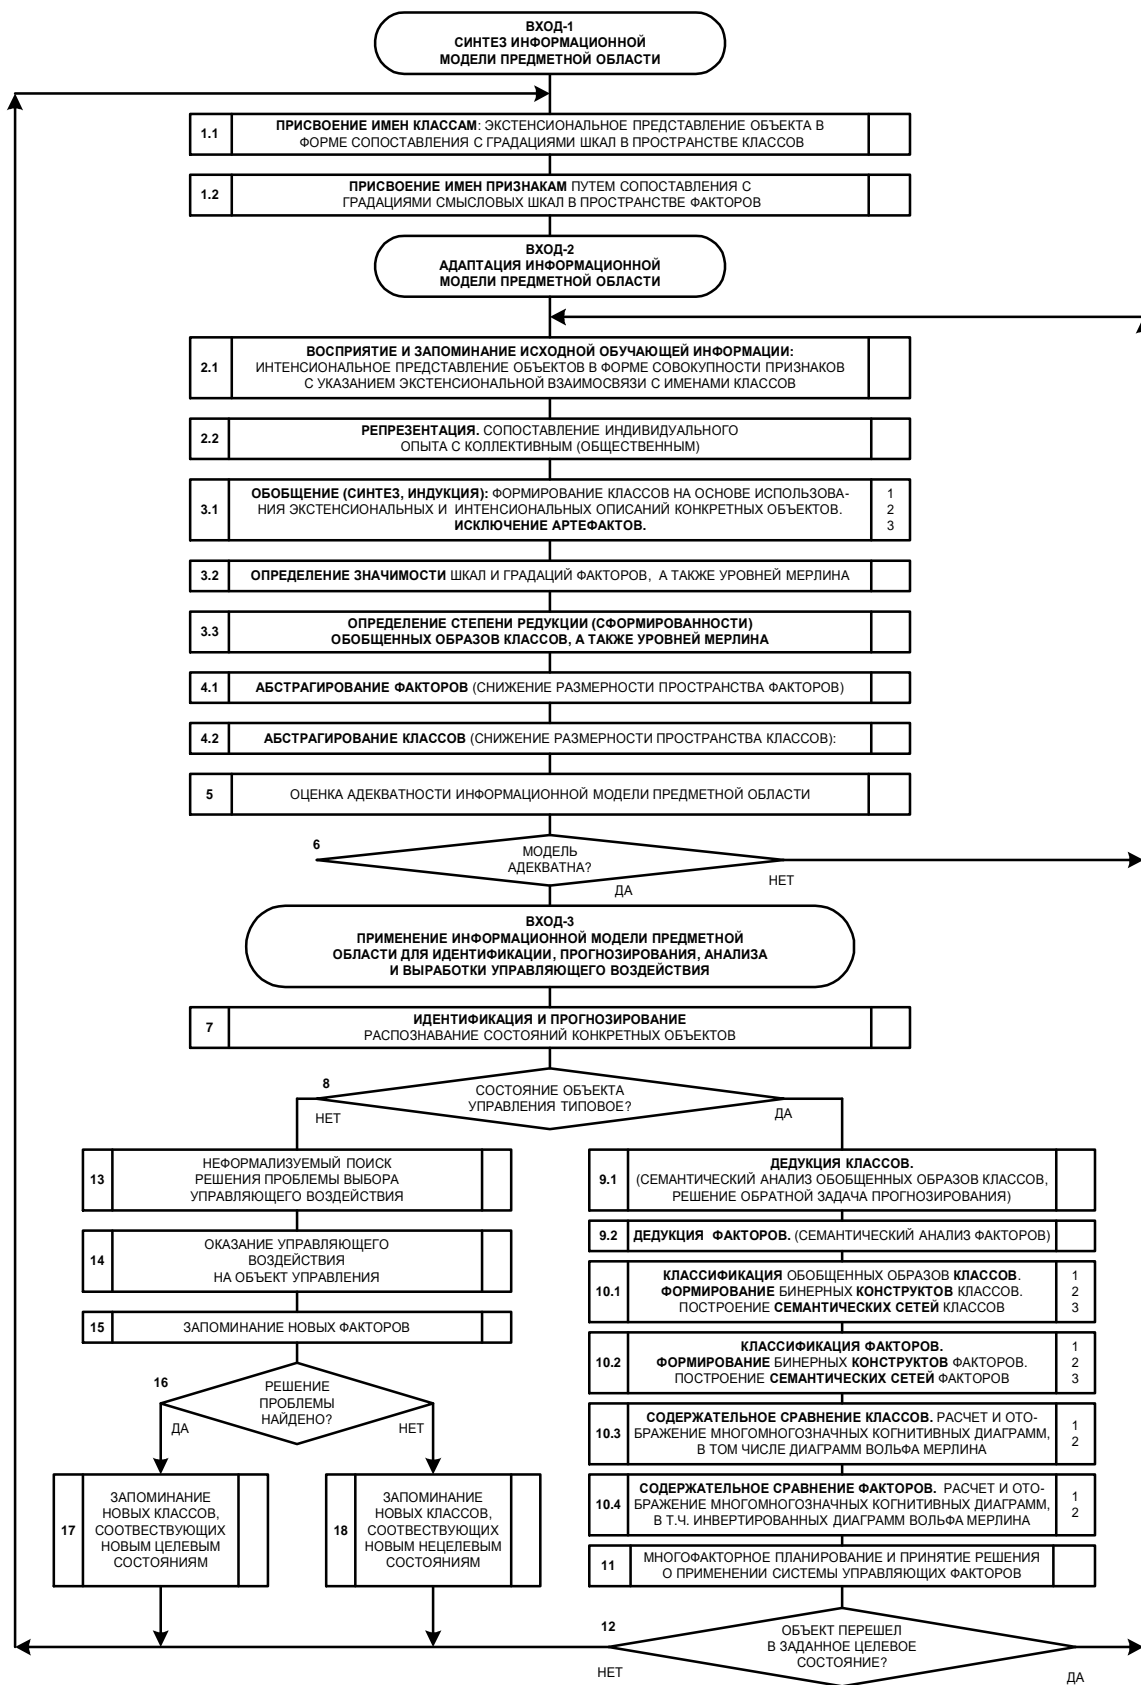 ВХОД-1
СИНТЕЗ ИНФОРМАЦИОННОЙ
МОДЕЛИ ПРЕДМЕТНОЙ ОБЛАСТИ
1.1
ПРИСВОЕНИЕ ИМЕН КЛАССАМ: ЭКСТЕНСИОНАЛЬНОЕ ПРЕДСТАВЛЕНИЕ ОБЪЕКТА В
ФОРМЕ СОПОСТАВЛЕНИЯ С ГРАДАЦИЯМИ ШКАЛ В ПРОСТРАНСТВЕ КЛАССОВ
1.2
ПРИСВОЕНИЕ ИМЕН ПРИЗНАКАМ ПУТЕМ СОПОСТАВЛЕНИЯ С
ГРАДАЦИЯМИ СМЫСЛОВЫХ ШКАЛ В ПРОСТРАНСТВЕ ФАКТОРОВ
ВХОД-2
АДАПТАЦИЯ ИНФОРМАЦИОННОЙ
МОДЕЛИ ПРЕДМЕТНОЙ ОБЛАСТИ
2.1
ВОСПРИЯТИЕ И ЗАПОМИНАНИЕ ИСХОДНОЙ ОБУЧАЮЩЕЙ ИНФОРМАЦИИ:
ИНТЕНСИОНАЛЬНОЕ ПРЕДСТАВЛЕНИЕ ОБЪЕКТОВ В ФОРМЕ СОВОКУПНОСТИ ПРИЗНАКОВ
С УКАЗАНИЕМ ЭКСТЕНСИОНАЛЬНОЙ ВЗАИМОСВЯЗИ С ИМЕНАМИ КЛАССОВ
2.2
РЕПРЕЗЕНТАЦИЯ. СОПОСТАВЛЕНИЕ ИНДИВИДУАЛЬНОГО
ОПЫТА С КОЛЛЕКТИВНЫМ (ОБЩЕСТВЕННЫМ)
3.1
ОБОБЩЕНИЕ (СИНТЕЗ, ИНДУКЦИЯ): ФОРМИРОВАНИЕ КЛАССОВ НА ОСНОВЕ ИСПОЛЬЗОВА-
НИЯ ЭКСТЕНСИОНАЛЬНЫХ И ИНТЕНСИОНАЛЬНЫХ ОПИСАНИЙ КОНКРЕТНЫХ ОБЪЕКТОВ.
ИСКЛЮЧЕНИЕ АРТЕФАКТОВ.
1
2
3
3.2
ОПРЕДЕЛЕНИЕ ЗНАЧИМОСТИ ШКАЛ И ГРАДАЦИЙ ФАКТОРОВ, А ТАКЖЕ УРОВНЕЙ МЕРЛИНА
3.3
ОПРЕДЕЛЕНИЕ СТЕПЕНИ РЕДУКЦИИ (СФОРМИРОВАННОСТИ)
ОБОБЩЕННЫХ ОБРАЗОВ КЛАССОВ, А ТАКЖЕ УРОВНЕЙ МЕРЛИНА
4.1
АБСТРАГИРОВАНИЕ ФАКТОРОВ (СНИЖЕНИЕ РАЗМЕРНОСТИ ПРОСТРАНСТВА ФАКТОРОВ)
4.2
АБСТРАГИРОВАНИЕ КЛАССОВ (СНИЖЕНИЕ РАЗМЕРНОСТИ ПРОСТРАНСТВА КЛАССОВ):
5
ОЦЕНКА АДЕКВАТНОСТИ ИНФОРМАЦИОННОЙ МОДЕЛИ ПРЕДМЕТНОЙ ОБЛАСТИ
6
МОДЕЛЬ
АДЕКВАТНА?
НЕТ
ДА
ВХОД-3
ПРИМЕНЕНИЕ ИНФОРМАЦИОННОЙ МОДЕЛИ ПРЕДМЕТНОЙ
ОБЛАСТИ ДЛЯ ИДЕНТИФИКАЦИИ, ПРОГНОЗИРОВАНИЯ, АНАЛИЗА
И ВЫРАБОТКИ УПРАВЛЯЮЩЕГО ВОЗДЕЙСТВИЯ
7
ИДЕНТИФИКАЦИЯ И ПРОГНОЗИРОВАНИЕ
РАСПОЗНАВАНИЕ СОСТОЯНИЙ КОНКРЕТНЫХ ОБЪЕКТОВ
8
СОСТОЯНИЕ ОБЪЕКТА
УПРАВЛЕНИЯ ТИПОВОЕ?
НЕТ
ДА
13
НЕФОРМАЛИЗУЕМЫЙ ПОИСК
РЕШЕНИЯ ПРОБЛЕМЫ ВЫБОРА
УПРАВЛЯЮЩЕГО ВОЗДЕЙСТВИЯ
14
ОКАЗАНИЕ УПРАВЛЯЮЩЕГО
ВОЗДЕЙСТВИЯ
НА ОБЪЕКТ УПРАВЛЕНИЯ
15
ЗАПОМИНАНИЕ НОВЫХ ФАКТОРОВ
16
РЕШЕНИЕ
ПРОБЛЕМЫ
НАЙДЕНО?
ДА
НЕТ
17
ЗАПОМИНАНИЕ
НОВЫХ КЛАССОВ,
СООТВЕСТВУЮЩИХ
НОВЫМ ЦЕЛЕВЫМ
СОСТОЯНИЯМ
18
ЗАПОМИНАНИЕ
НОВЫХ КЛАССОВ,
СООТВЕСТВУЮЩИХ
НОВЫМ НЕЦЕЛЕВЫМ
СОСТОЯНИЯМ
9.1
ДЕДУКЦИЯ КЛАССОВ.
(СЕМАНТИЧЕСКИЙ АНАЛИЗ ОБОБЩЕННЫХ ОБРАЗОВ КЛАССОВ,
РЕШЕНИЕ ОБРАТНОЙ ЗАДАЧА ПРОГНОЗИРОВАНИЯ)
9.2
ДЕДУКЦИЯ ФАКТОРОВ. (СЕМАНТИЧЕСКИЙ АНАЛИЗ ФАКТОРОВ)
10.1
КЛАССИФИКАЦИЯ ОБОБЩЕННЫХ ОБРАЗОВ КЛАССОВ.
ФОРМИРОВАНИЕ БИНЕРНЫХ КОНСТРУКТОВ КЛАССОВ.
ПОСТРОЕНИЕ СЕМАНТИЧЕСКИХ СЕТЕЙ КЛАССОВ
1
2
3
10.2
КЛАССИФИКАЦИЯ ФАКТОРОВ.
ФОРМИРОВАНИЕ БИНЕРНЫХ КОНСТРУКТОВ ФАКТОРОВ.
ПОСТРОЕНИЕ СЕМАНТИЧЕСКИХ СЕТЕЙ ФАКТОРОВ
1
2
3
10.3
СОДЕРЖАТЕЛЬНОЕ СРАВНЕНИЕ КЛАССОВ. РАСЧЕТ И ОТО-
БРАЖЕНИЕ МНОГОМНОГОЗНАЧНЫХ КОГНИТИВНЫХ ДИАГРАММ,
В ТОМ ЧИСЛЕ ДИАГРАММ ВОЛЬФА МЕРЛИНА
1
2
10.4
СОДЕРЖАТЕЛЬНОЕ СРАВНЕНИЕ ФАКТОРОВ. РАСЧЕТ И ОТО-
БРАЖЕНИЕ МНОГОМНОГОЗНАЧНЫХ КОГНИТИВНЫХ ДИАГРАММ,
В Т.Ч. ИНВЕРТИРОВАННЫХ ДИАГРАММ ВОЛЬФА МЕРЛИНА
1
2
11
МНОГОФАКТОРНОЕ ПЛАНИРОВАНИЕ И ПРИНЯТИЕ РЕШЕНИЯ
О ПРИМЕНЕНИИ СИСТЕМЫ УПРАВЛЯЮЩИХ ФАКТОРОВ
12
ОБЪЕКТ ПЕРЕШЕЛ
В ЗАДАННОЕ ЦЕЛЕВОЕ
СОСТОЯНИЕ?
НЕТ
ДА